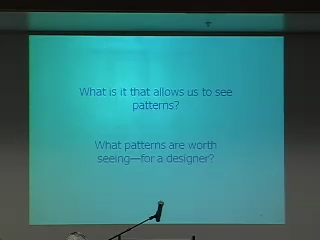 What is it that allows us to see
patterns?
What patterns are worth
seeing—for a designer?